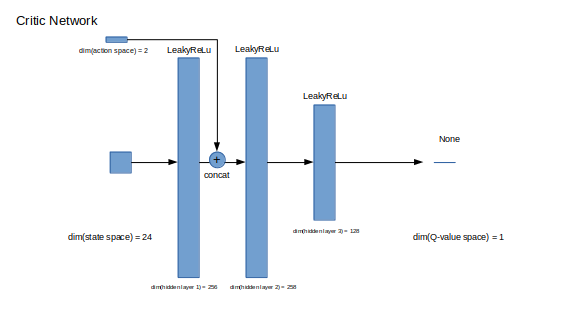 Critic Network
dim(action space) = 2
LeakyReLu
LeakyReLu
LeakyReLu
None
+
concat
dim(state space) = 24
dim(hidden layer 3) = 128
dim(Q-value space) = 1
dim(hidden layer 1) = 256
dim(hidden layer 2) = 258